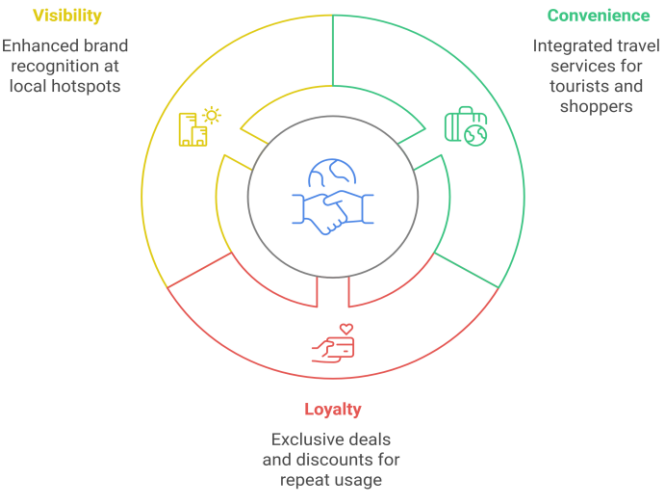 Visibility
Enhanced brand
recognition at
local hotspots
Convenience
Integrated travel
services for
tourists and
shoppers
Loyalty
Exclusive deals
and discounts for
repeat usage